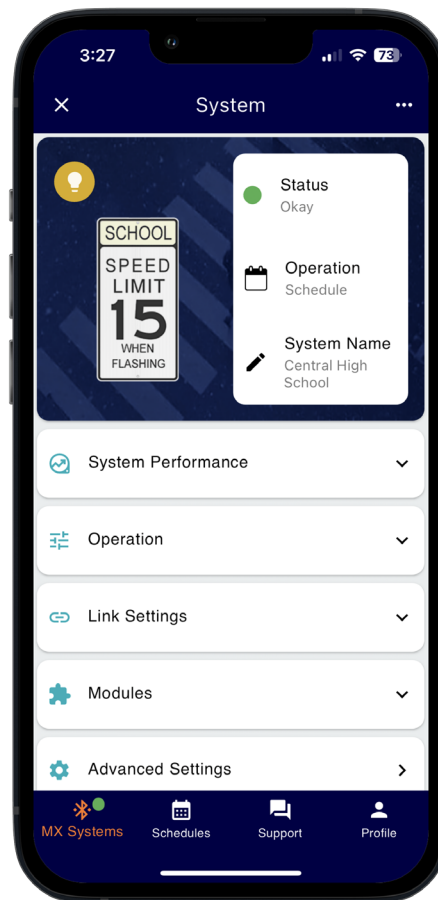 3:27
73
System
SCHOOL
SPEED
LIMIT
15
WHEN
FLASHING
Status
Okay
Operation
Schedule
System Name
Central High
School
System Performance
Operation
Link Settings
Modules
Advanced Settings
MX Systems
Schedules
Support
Profile